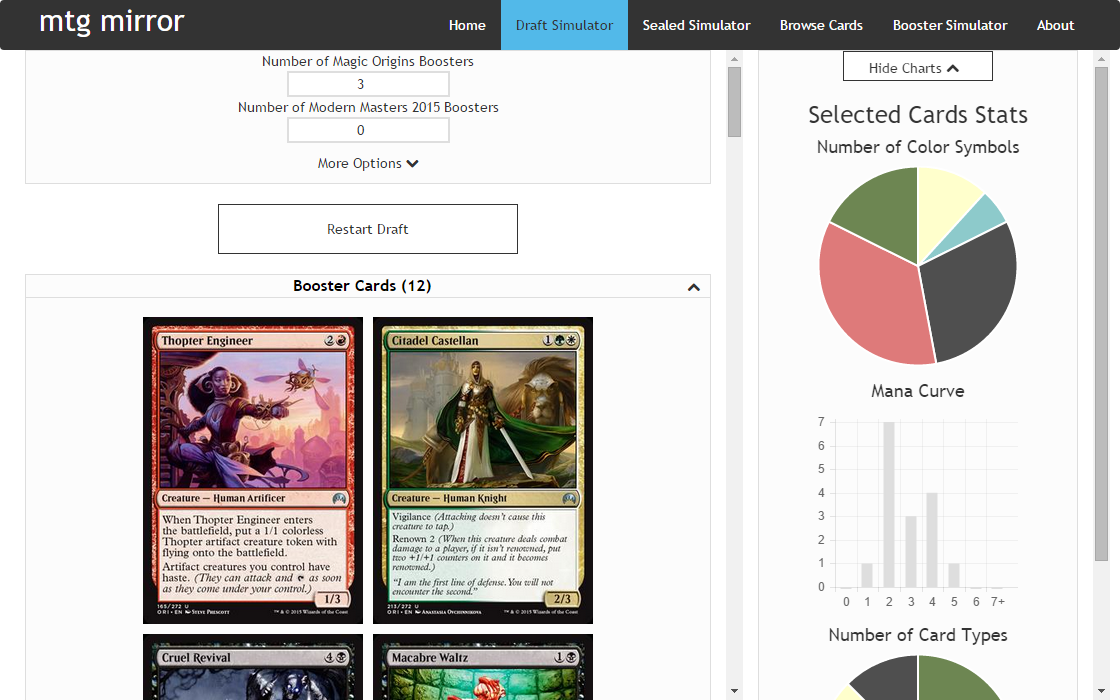 mtg mirror
Home Draft Simulator Sealed Simulator Browse Cards Booster Simulator About
Number of Magic Origins Boosters
3
Number of Modern Masters 2015 Boosters
0
More Options
Restart Draft
Booster Cards (12)
Thopter Engineer 2
Creature — Human Artificer
When Thopter Engineer enters
the battlefield, put a 1/1 colorless
Thopter artifact creature token with
flying onto the battlefield.
Artifact creatures you control have
haste. (They can attack and as soon
as they come under your control.)
1/3
165/272 U
ORI • EN Steve Prescott ™ & © 2015 Wizards of the Coast
Citadel Castellan 1
Creature — Human Knight
Vigilance (Attacking doesn't cause this
creature to tap.)
Renown 2 (When this creature deals combat
damage to a player, if it isn't renowned, put
two +1/+1 counters on it and it becomes
renowned.)
"I am the first line of defense. You will not
encounter the second."
2/3
213/272 U
ORI • EN Anastasia Ovchinnikova ™ & © 2015 Wizards of the Coast
Cruel Revival 4
Macabre Waltz 1
Hide Charts
Selected Cards Stats
Number of Color Symbols
Mana Curve
7
6
5
4
3
2
1
0
0 1 2 3 4 5 6 7+
Number of Card Types